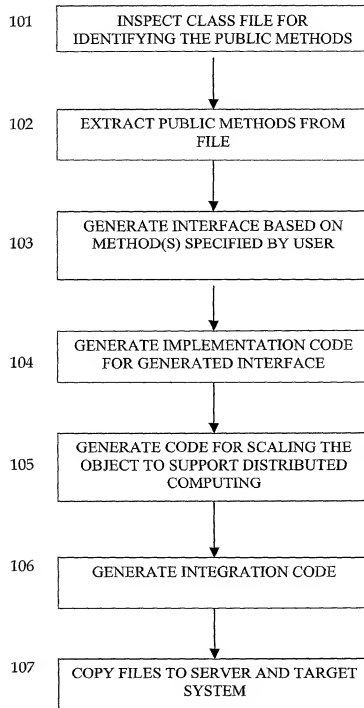 101
INSPECT CLASS FILE FOR
IDENTIFYING THE PUBLIC METHODS
102
EXTRACT PUBLIC METHODS FROM
FILE
103
GENERATE INTERFACE BASED ON
METHOD(S) SPECIFIED BY USER
104
GENERATE IMPLEMENTATION CODE
FOR GENERATED INTERFACE
105
GENERATE CODE FOR SCALING THE
OBJECT TO SUPPORT DISTRIBUTED
COMPUTING
106
GENERATE INTEGRATION CODE
107
COPY FILES TO SERVER AND TARGET
SYSTEM